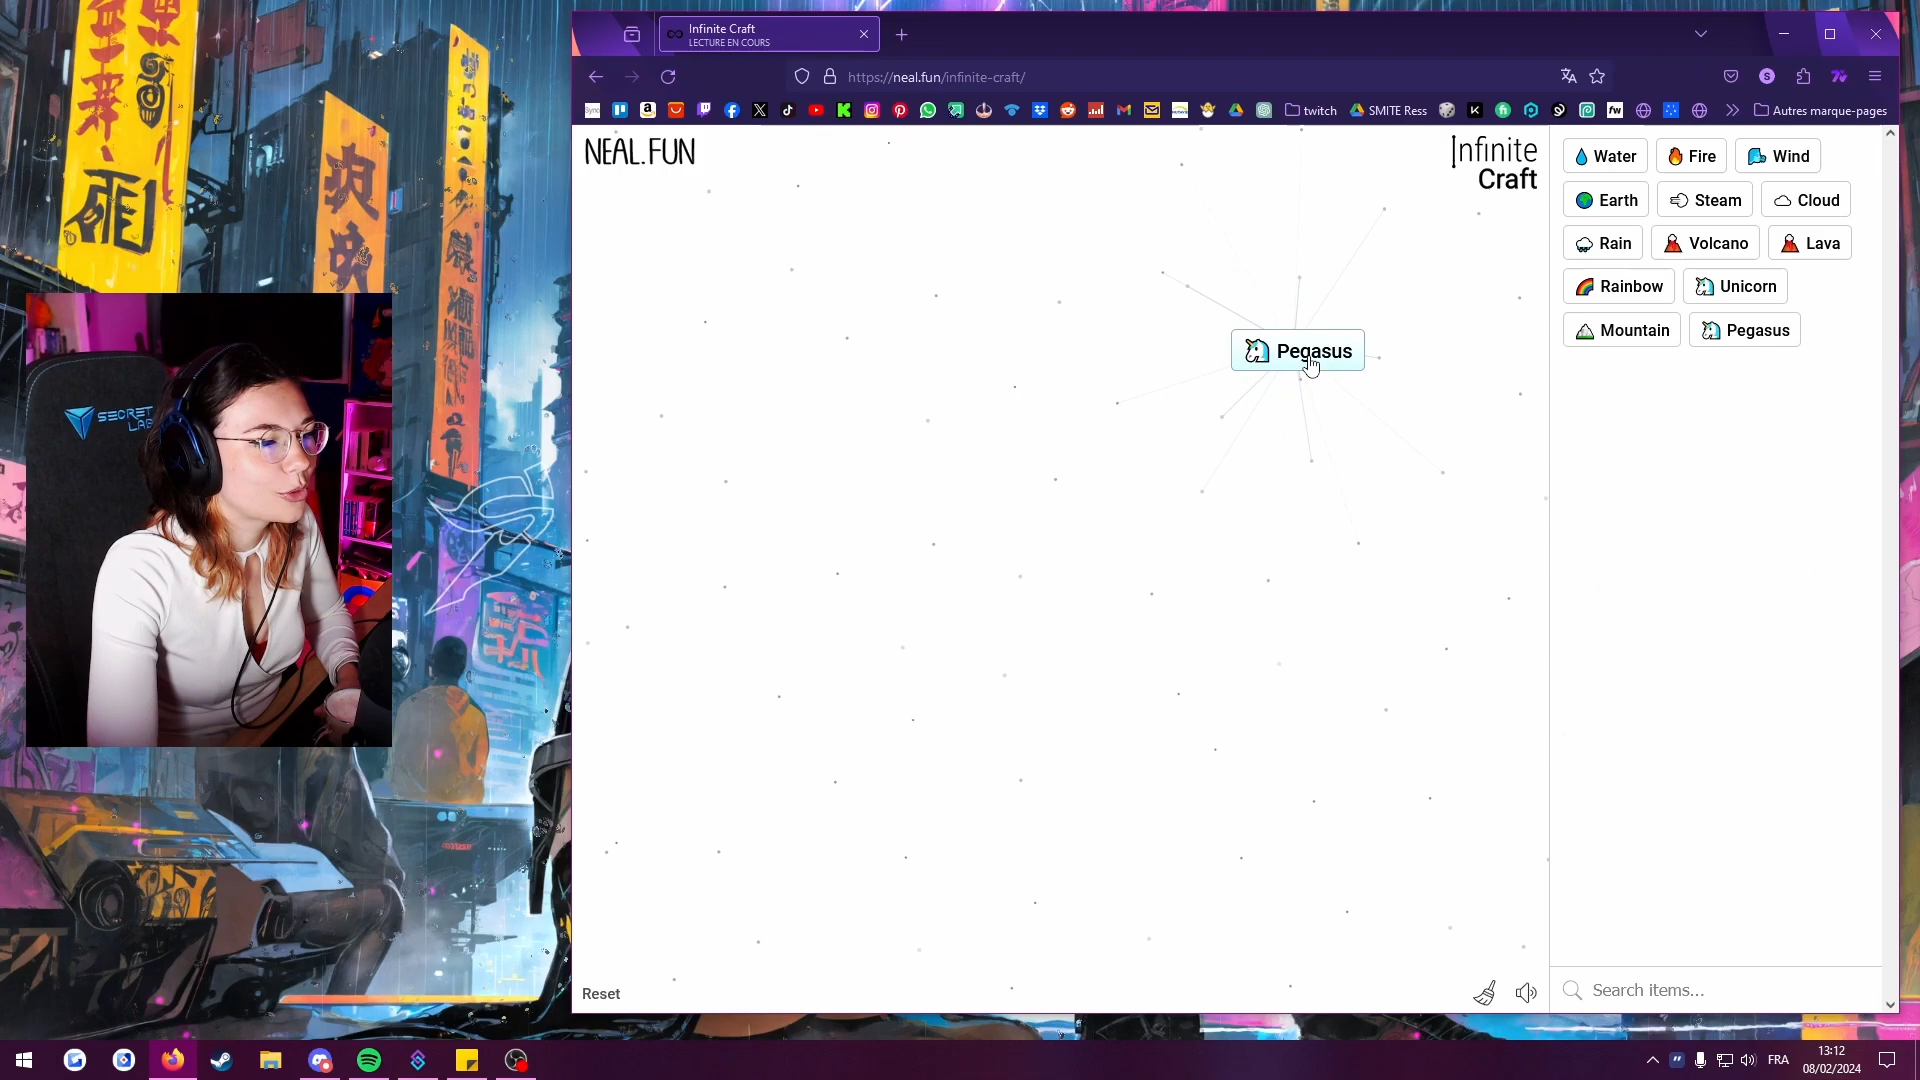 Infinite Craft
LECTURE EN COURS
https://neal.fun/infinite-craft/
twitch
SMITE Ress
Autres marque-pages
NEAL.FUN
Infinite
Craft
Water
Fire
Wind
Earth
Steam
Cloud
Rain
Volcano
Lava
Rainbow
Unicorn
Mountain
Pegasus
Pegasus
SECRET
LAB
Reset
Search items...
FRA
13:12
08/02/2024